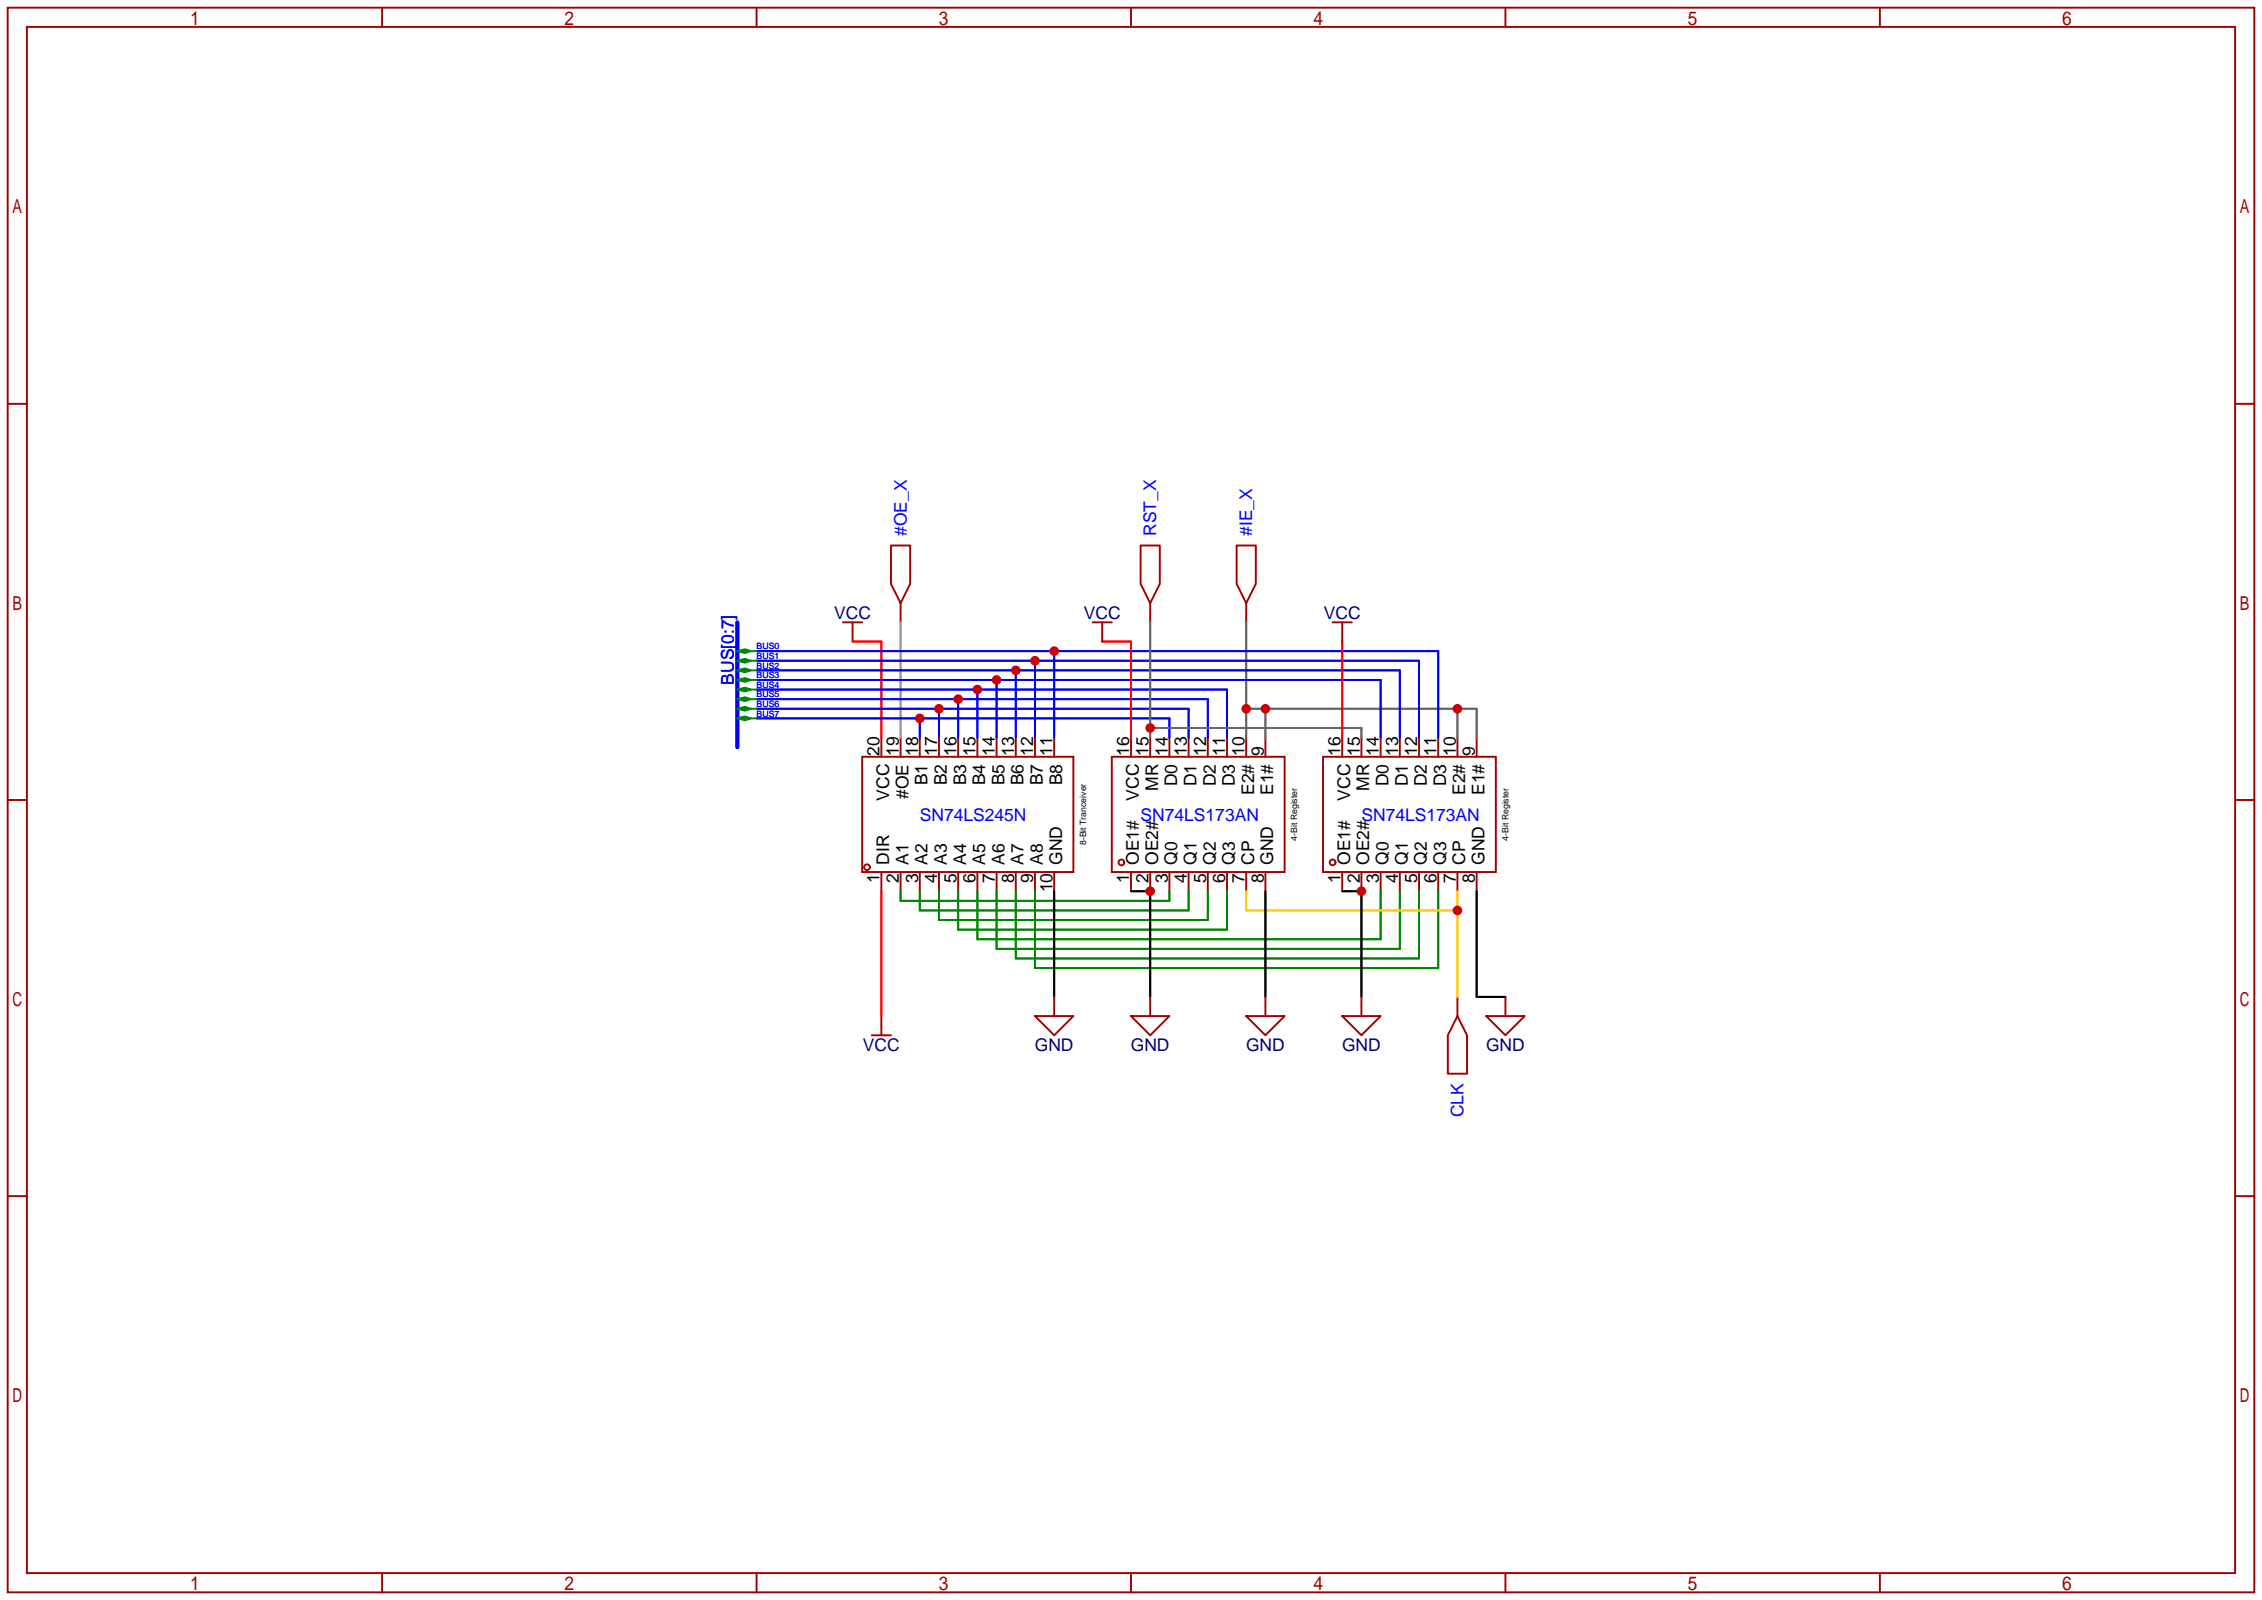 1 2 3 4 5 6
A A
B B
C C
D D
#OE_X RST_X #IE_X
VCC VCC VCC
BUS[0:7]
BUS0
BUS1
BUS2
BUS3
BUS4
BUS5
BUS6
BUS7
20 19 18 17 16 15 14 13 12 11
VCC #OE B1 B2 B3 B4 B5 B6 B7 B8
SN74LS245N
8-Bit Tranceiver
DIR A1 A2 A3 A4 A5 A6 A7 A8 GND
1 2 3 4 5 6 7 8 9 10
16 15 14 13 12 11 10 9
VCC MR D0 D1 D2 D3 E2# E1#
SN74LS173AN
4-Bit Register
OE1# OE2# Q0 Q1 Q2 Q3 CP GND
1 2 3 4 5 6 7 8
16 15 14 13 12 11 10 9
VCC MR D0 D1 D2 D3 E2# E1#
SN74LS173AN
4-Bit Register
OE1# OE2# Q0 Q1 Q2 Q3 CP GND
1 2 3 4 5 6 7 8
VCC GND GND GND GND GND
CLK
1 2 3 4 5 6